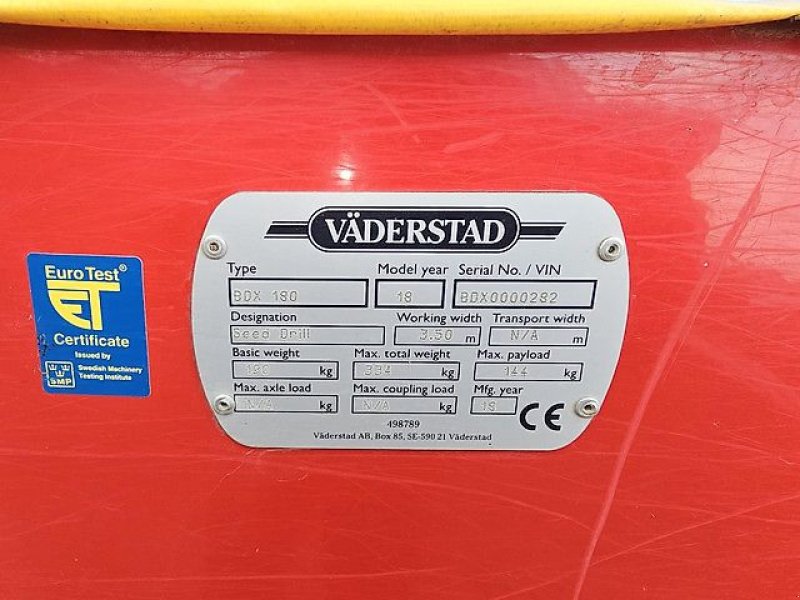 VÄDERSTAD
Type Model year Serial No. / VIN
BDX 180 18 BDX0000282
Designation Working width Transport width
Seed Drill 3.50 m N/A m
Basic weight Max. total weight Max. payload
190 kg 334 kg 144 kg
Max. axle load Max. coupling load Mfg. year
N/A kg N/A kg 18 CE
498789
Väderstad AB, Box 85, SE-590 21 Väderstad
Euro Test®
ET
Certificate
Issued by
SMP Swedish Machinery
Testing Institute